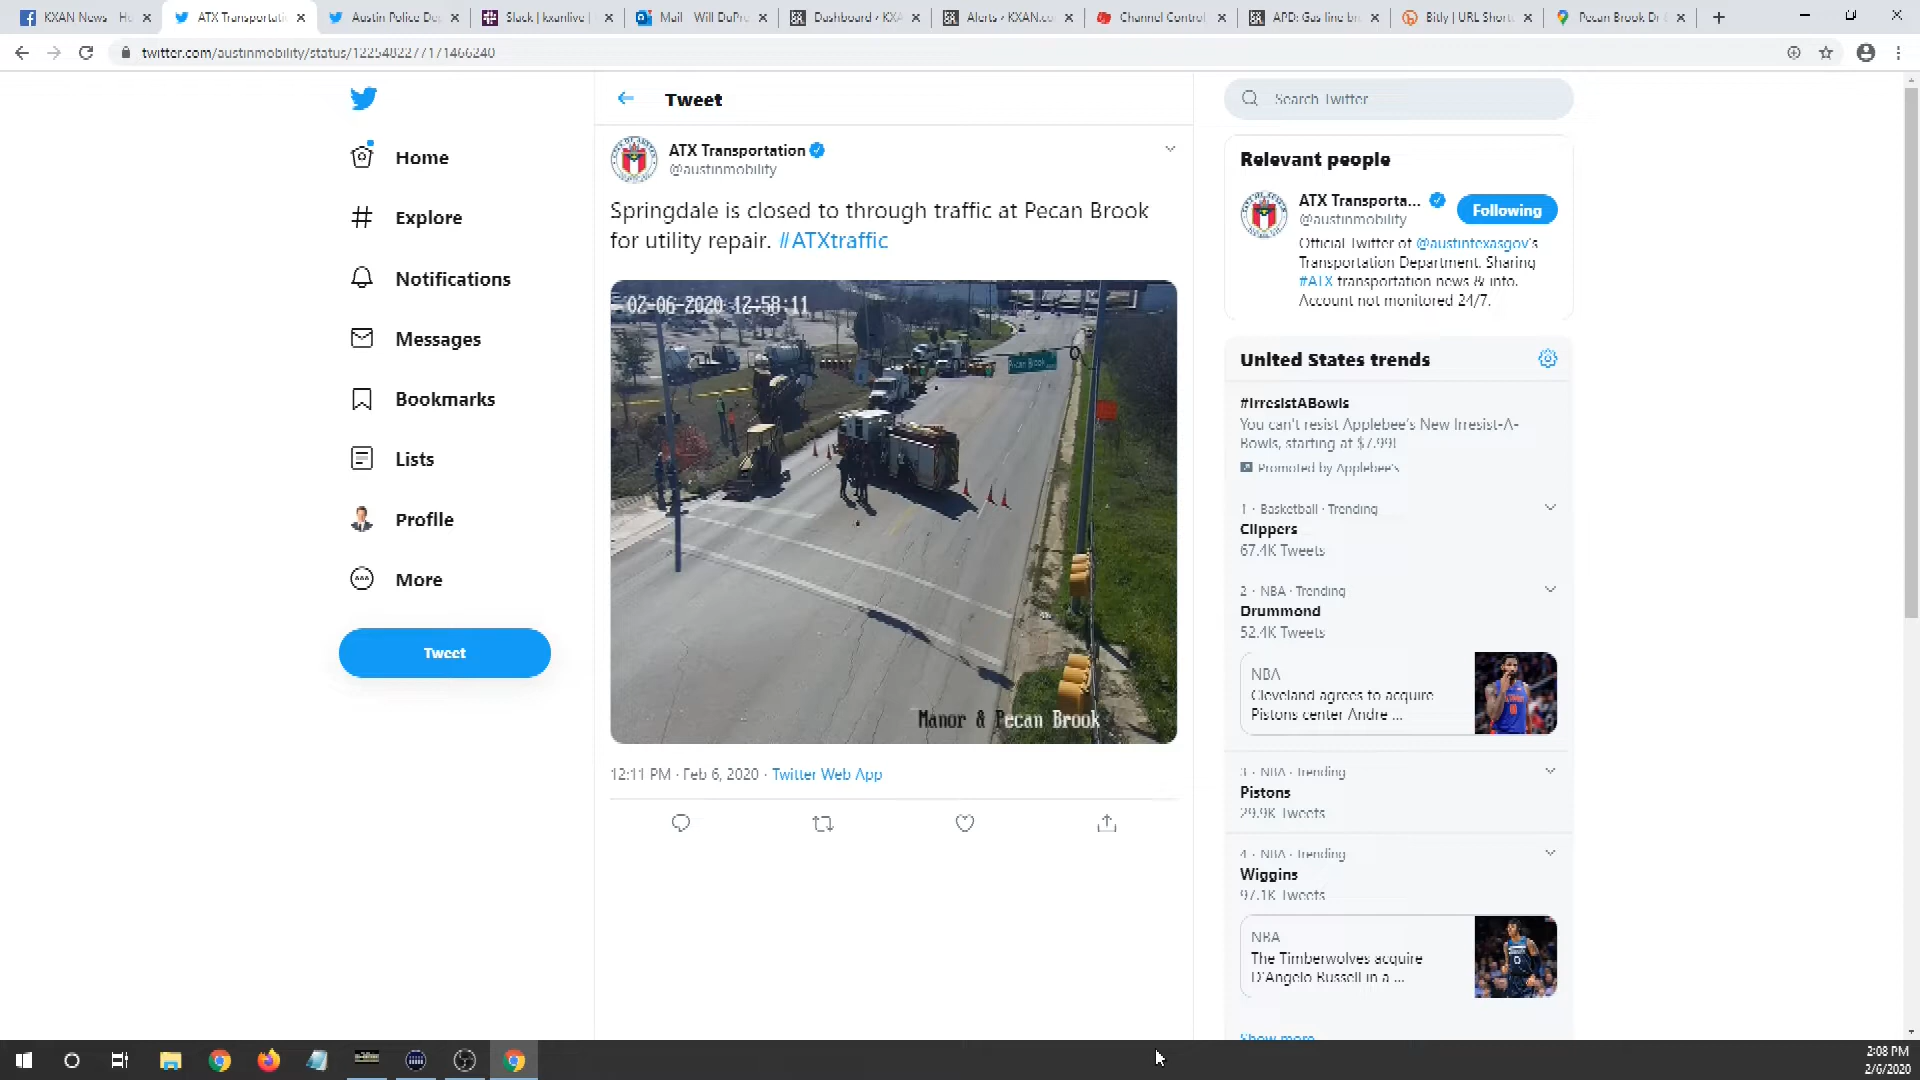 KXAN News
ATX Transportati
Austin Police De
Slack | kxanlive |
Mail
Will DuPr
Dashboard ‹ KXA
Alerts ‹ KXAN.co
Channel Control
APD: Gas line br
Bitly | URL Short
Pecan Brook Dr
twitter.com/austinmobility/status/1225482277171466240
Home
Explore
Notifications
Messages
Bookmarks
Lists
Profile
More
Tweet
Tweet
ATX Transportation
@austinmobility
Springdale is closed to through traffic at Pecan Brook
for utility repair. #ATXtraffic
02-06-2020 12:58:11
Pecan Brook
Manor & Pecan Brook
12:11 PM · Feb 6, 2020 · Twitter Web App
Search Twitter
Relevant people
ATX Transporta...
@austinmobility
Following
Official Twitter of @austintexasgov's
Transportation Department. Sharing
#ATX transportation news & info.
Account not monitored 24/7.
United States trends
#IrresistABowls
You can't resist Applebee's New Irresist-A-
Bowls, starting at $7.99!
Promoted by Applebee's
1 · Basketball · Trending
Clippers
67.4K Tweets
2 · NBA · Trending
Drummond
52.4K Tweets
NBA
Cleveland agrees to acquire
Pistons center Andre ...
3 · NBA · Trending
Pistons
29.9K Tweets
4 · NBA · Trending
Wiggins
97.1K Tweets
NBA
The Timberwolves acquire
D'Angelo Russell in a ...
Show more
2:08 PM
2/6/2020